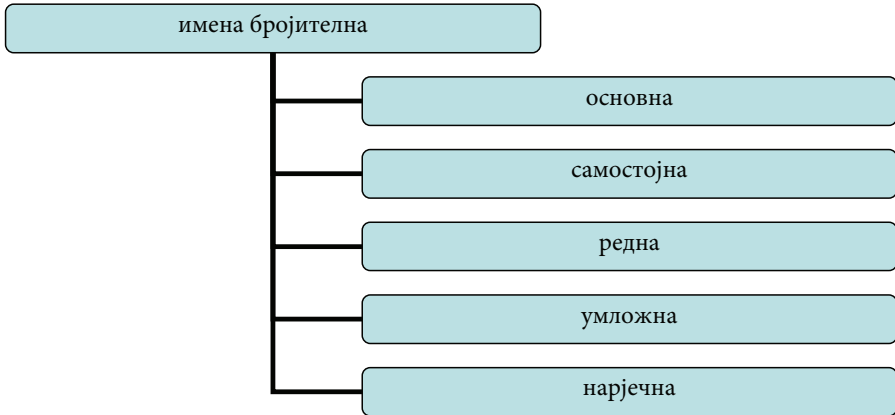 имена бројителна
основна
самостојна
редна
умложна
нарјечна